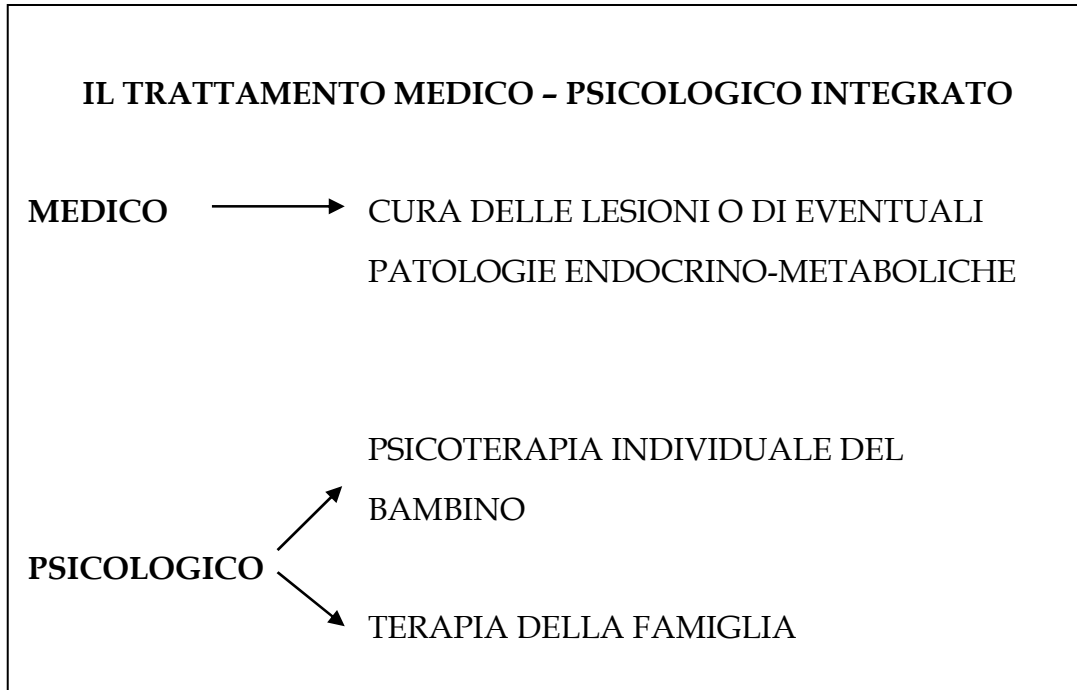 IL TRATTAMENTO MEDICO – PSICOLOGICO INTEGRATO
MEDICO CURA DELLE LESIONI O DI EVENTUALI
PATOLOGIE ENDOCRINO-METABOLICHE
PSICOTERAPIA INDIVIDUALE DEL
BAMBINO
PSICOLOGICO
TERAPIA DELLA FAMIGLIA